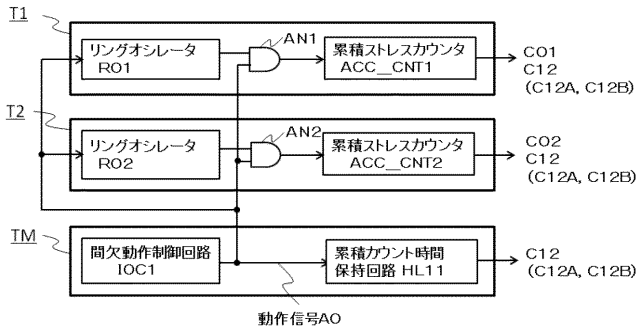 T1
リングオシレータ
RO1
AN1
累積ストレスカウンタ
ACC_CNT1
CO1
C12
(C12A, C12B)
T2
リングオシレータ
RO2
AN2
累積ストレスカウンタ
ACC_CNT2
CO2
C12
(C12A, C12B)
TM
間欠動作制御回路
IOC1
累積カウント時間
保持回路 HL11
C12
(C12A, C12B)
動作信号AO